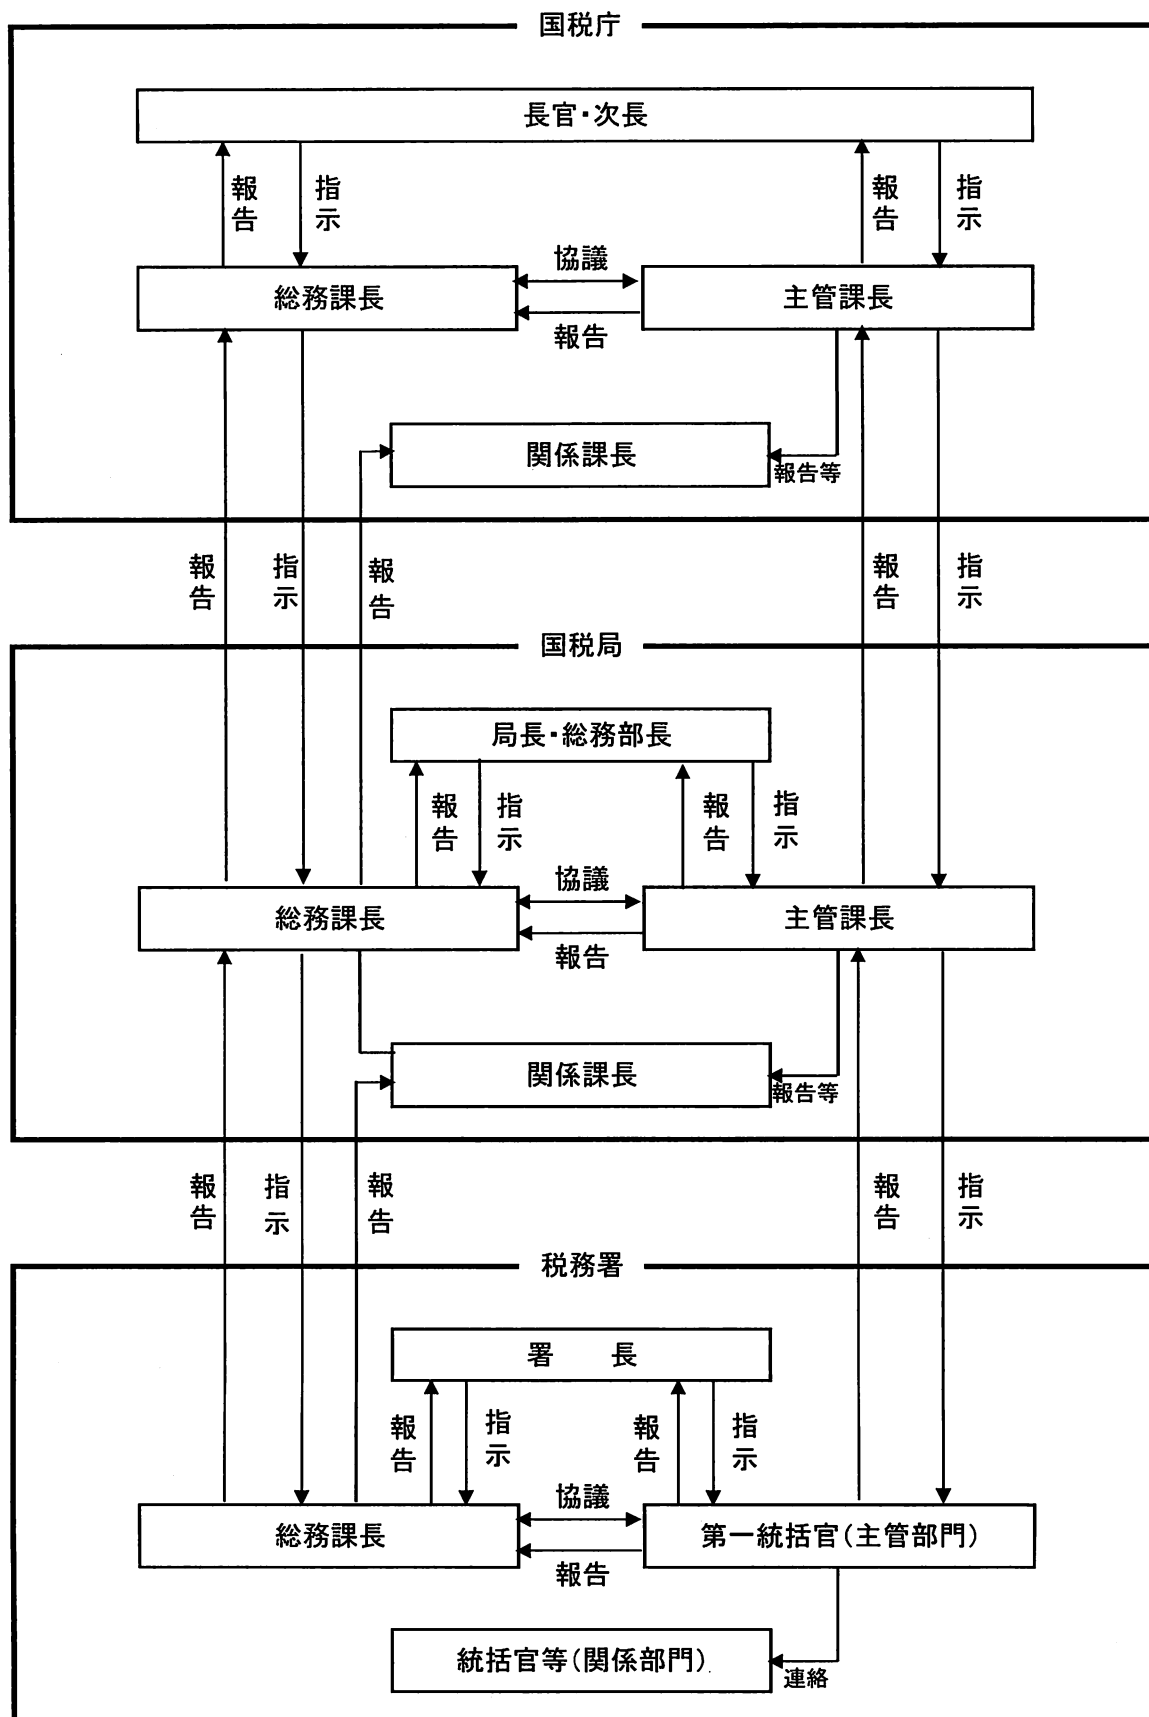 国税庁
長官・次長
報告
指示
報告
指示
協議
総務課長
主管課長
報告
関係課長
報告等
報告
指示
報告
報告
指示
国税局
局長・総務部長
報告
指示
報告
指示
協議
総務課長
主管課長
報告
関係課長
報告等
報告
指示
報告
報告
指示
税務署
署 長
報告
指示
報告
指示
協議
総務課長
第一統括官(主管部門)
報告
統括官等(関係部門)
連絡